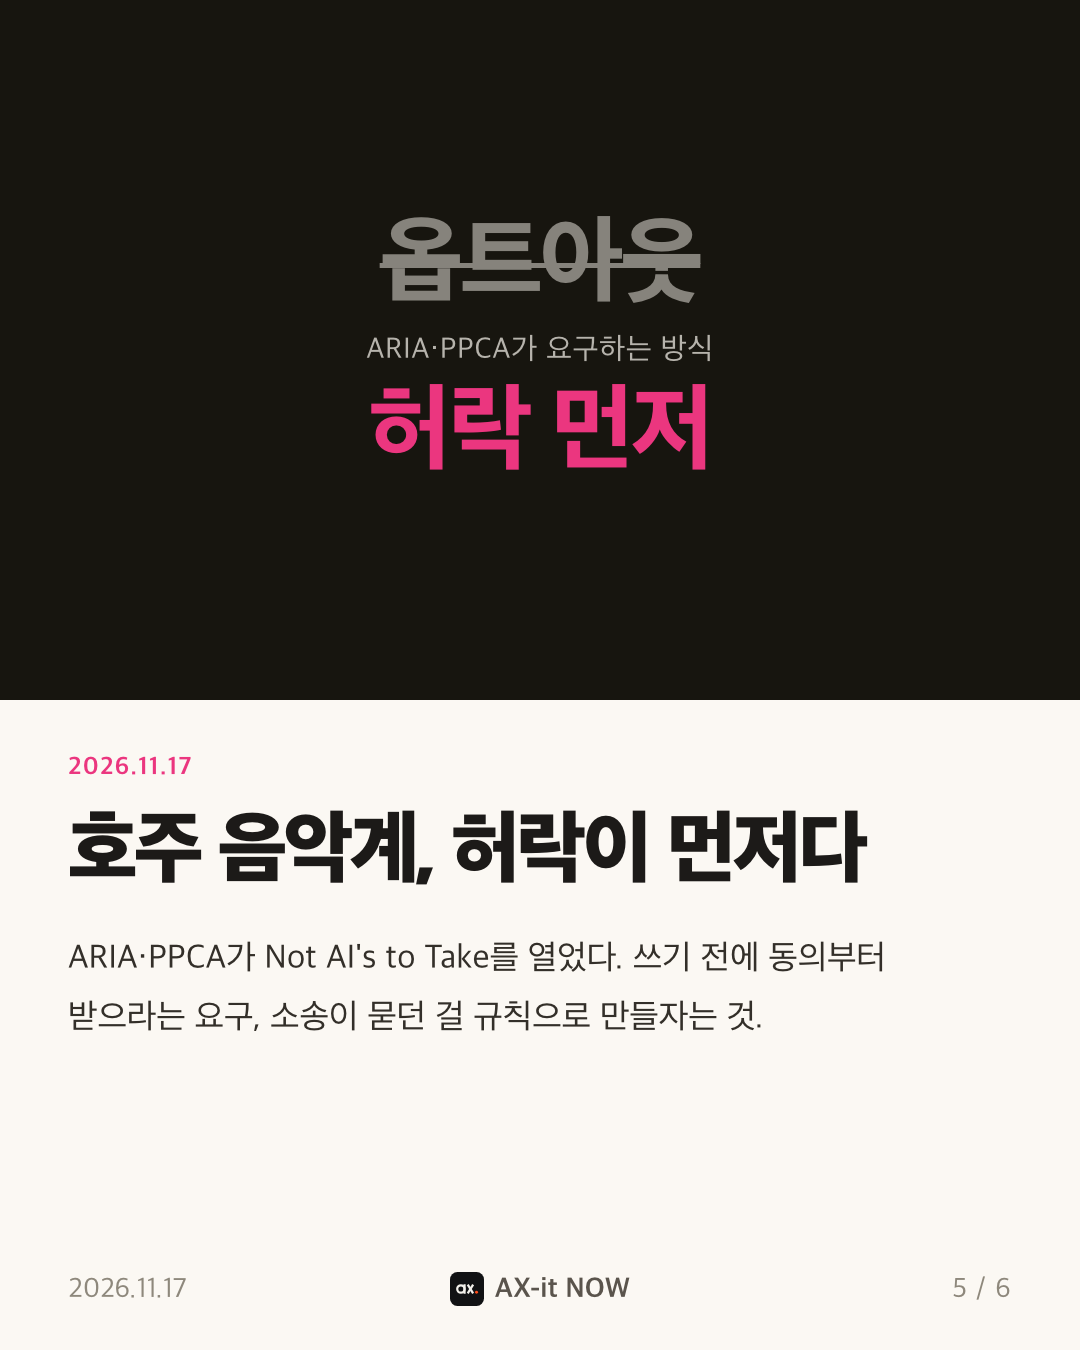 옵트아웃
ARIA·PPCA가 요구하는 방식
허락 먼저
2026.11.17
호주 음악계, 허락이 먼저다
ARIA·PPCA가 Not AI's to Take를 열었다. 쓰기 전에 동의부터
받으라는 요구, 소송이 묻던 걸 규칙으로 만들자는 것.
2026.11.17
ax.
AX-it NOW
5 / 6